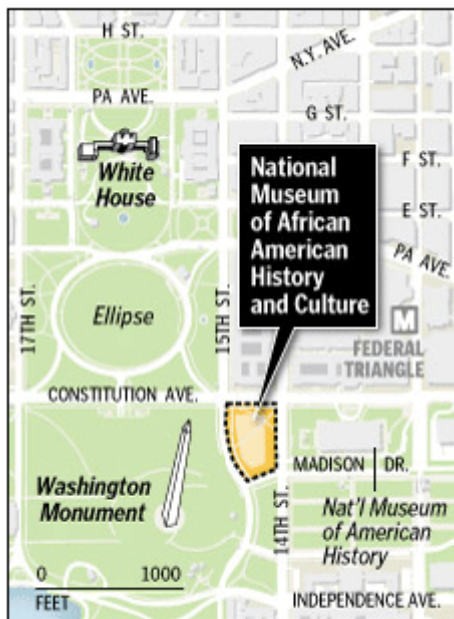 H ST.
N.Y. AVE.
PA AVE.
G ST.
White
House
National
Museum
of African
American
History
and Culture
F ST.
E ST.
PA AVE.
17TH ST.
Ellipse
15TH ST.
M
FEDERAL
TRIANGLE
CONSTITUTION AVE.
Washington
Monument
MADISON DR.
14TH ST.
Nat'l Museum
of American
History
0 1000
FEET
INDEPENDENCE AVE.